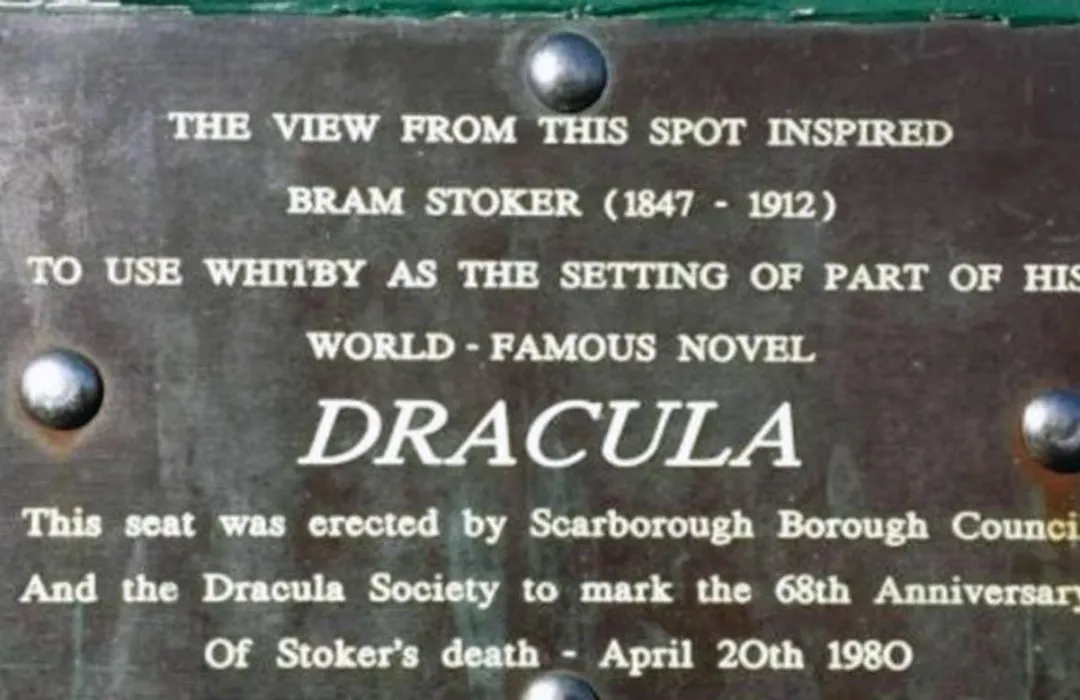 THE VIEW FROM THIS SPOT INSPIRED
BRAM STOKER (1847 - 1912)
TO USE WHITBY AS THE SETTING OF PART OF HIS
WORLD - FAMOUS NOVEL
DRACULA
This seat was erected by Scarborough Borough Counci
And the Dracula Society to mark the 68th Anniversary
Of Stoker's death - April 20th 1980